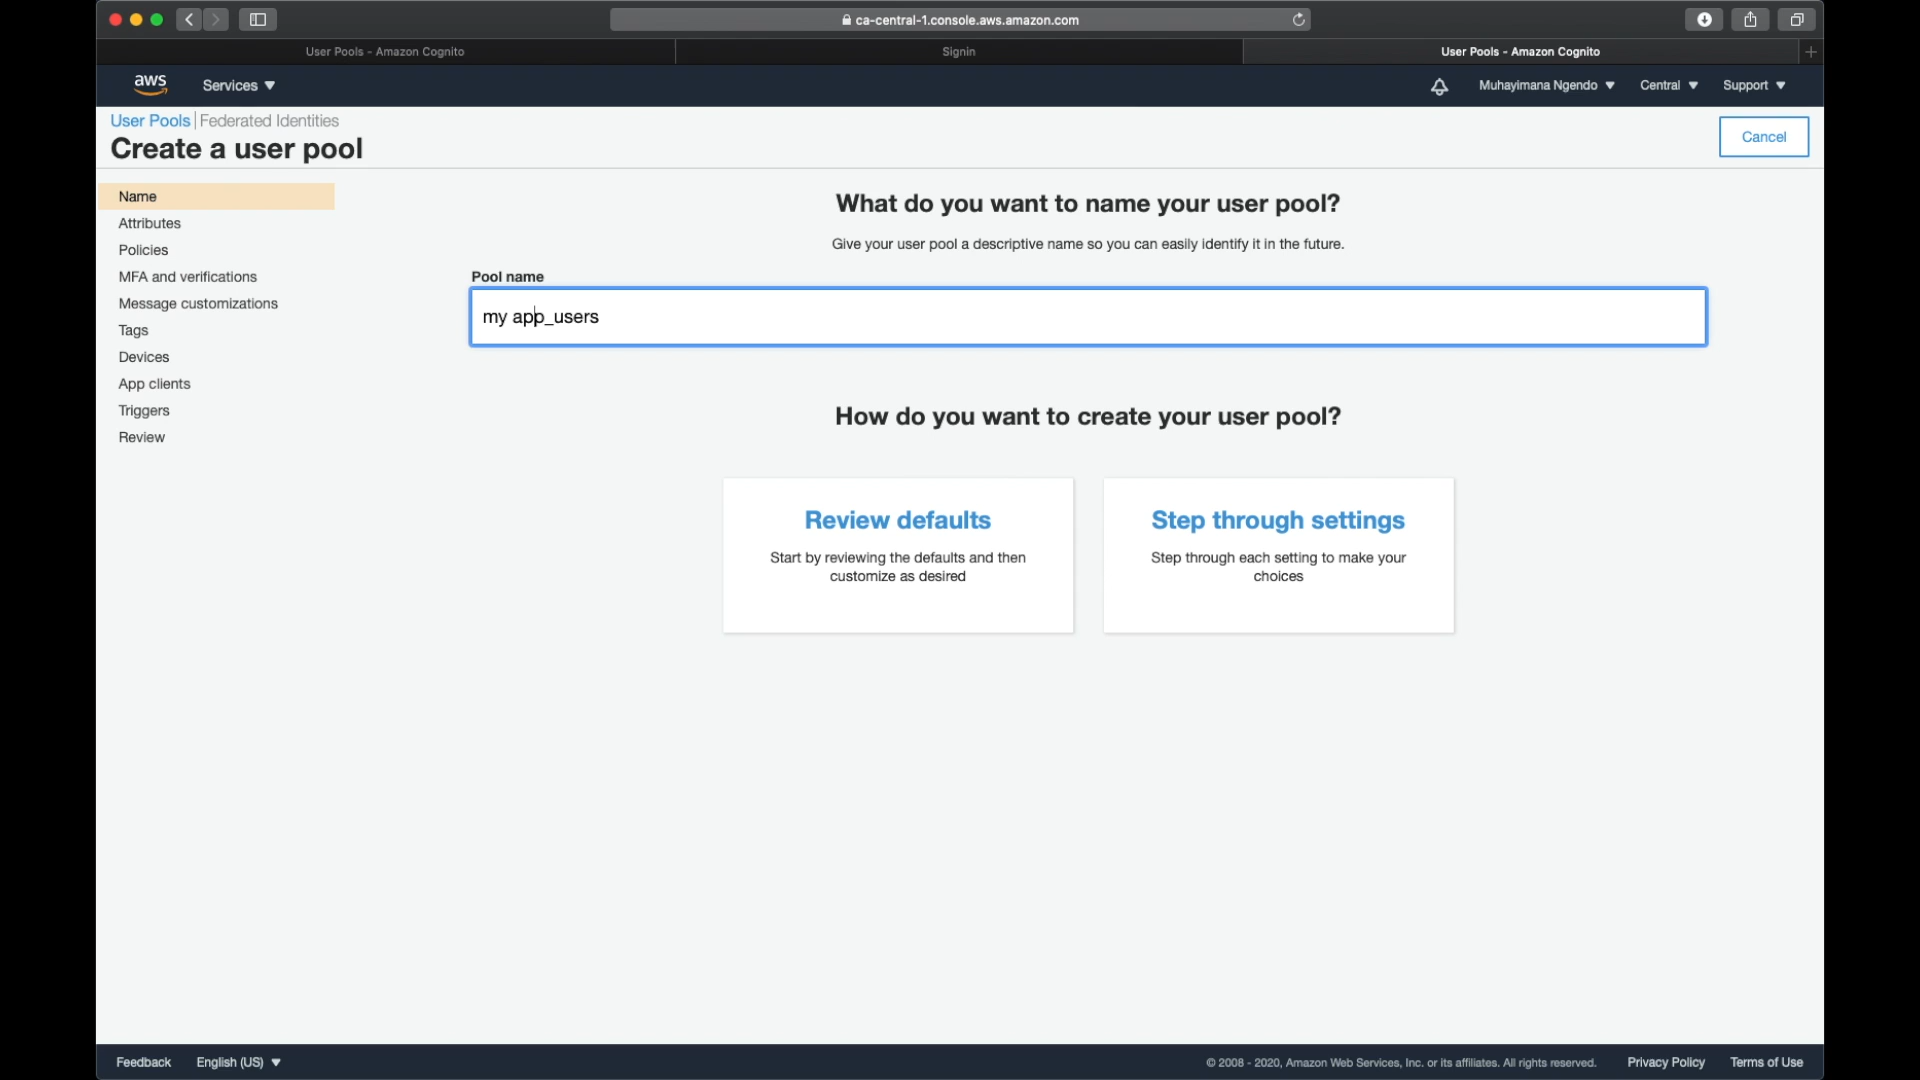 ca-central-1.console.aws.amazon.com
User Pools - Amazon Cognito
Signin
User Pools - Amazon Cognito
aws
Services
Muhayimana Ngendo
Central
Support
User Pools
Federated Identities
Create a user pool
Cancel
Name
Attributes
Policies
MFA and verifications
Message customizations
Tags
Devices
App clients
Triggers
Review
What do you want to name your user pool?
Give your user pool a descriptive name so you can easily identify it in the future.
Pool name
my app_users
How do you want to create your user pool?
Review defaults
Start by reviewing the defaults and then
customize as desired
Step through settings
Step through each setting to make your
choices
Feedback
English (US)
© 2008 - 2020, Amazon Web Services, Inc. or its affiliates. All rights reserved.
Privacy Policy
Terms of Use